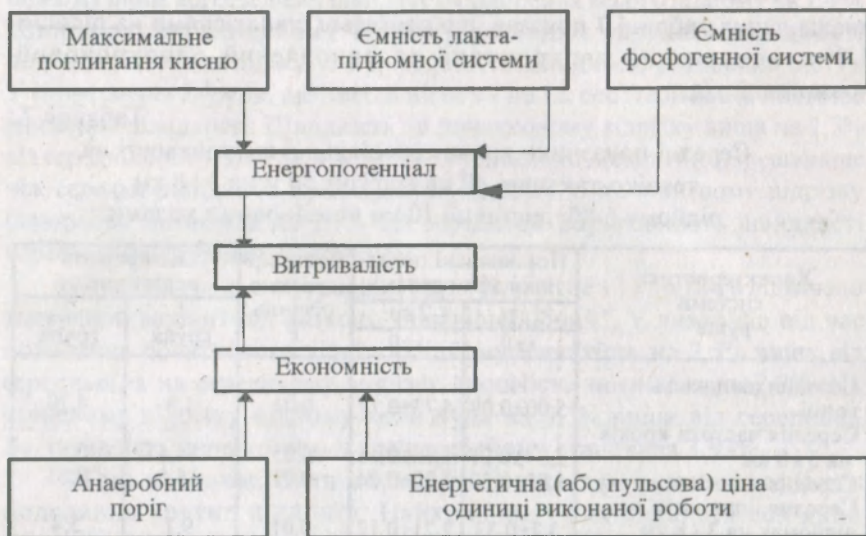 Максимальне
поглинання кисню
Ємність лакта-
підйомної системи
Ємність
фосфогенної системи
Енергопотенціал
Витривалість
Економність
Анаеробний
поріг
Енергетична (або пульсова) ціна
одиниці виконаної роботи